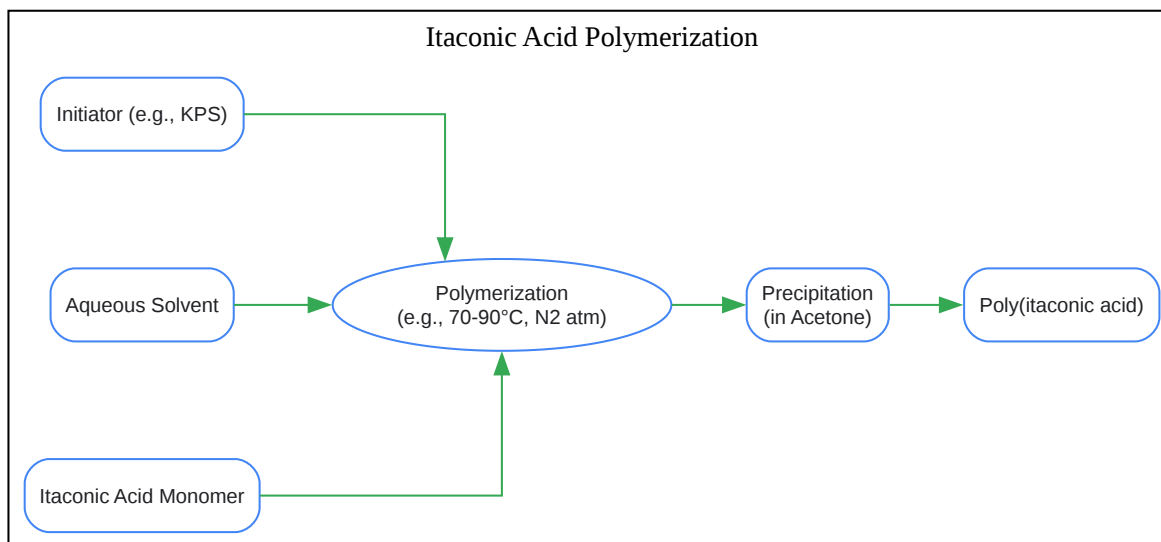 Itaconic Acid Polymerization
Initiator (e.g., KPS)
Aqueous Solvent
Polymerization
(e.g., 70-90°C, N2 atm)
Precipitation
(in Acetone)
Poly(itaconic acid)
Itaconic Acid Monomer